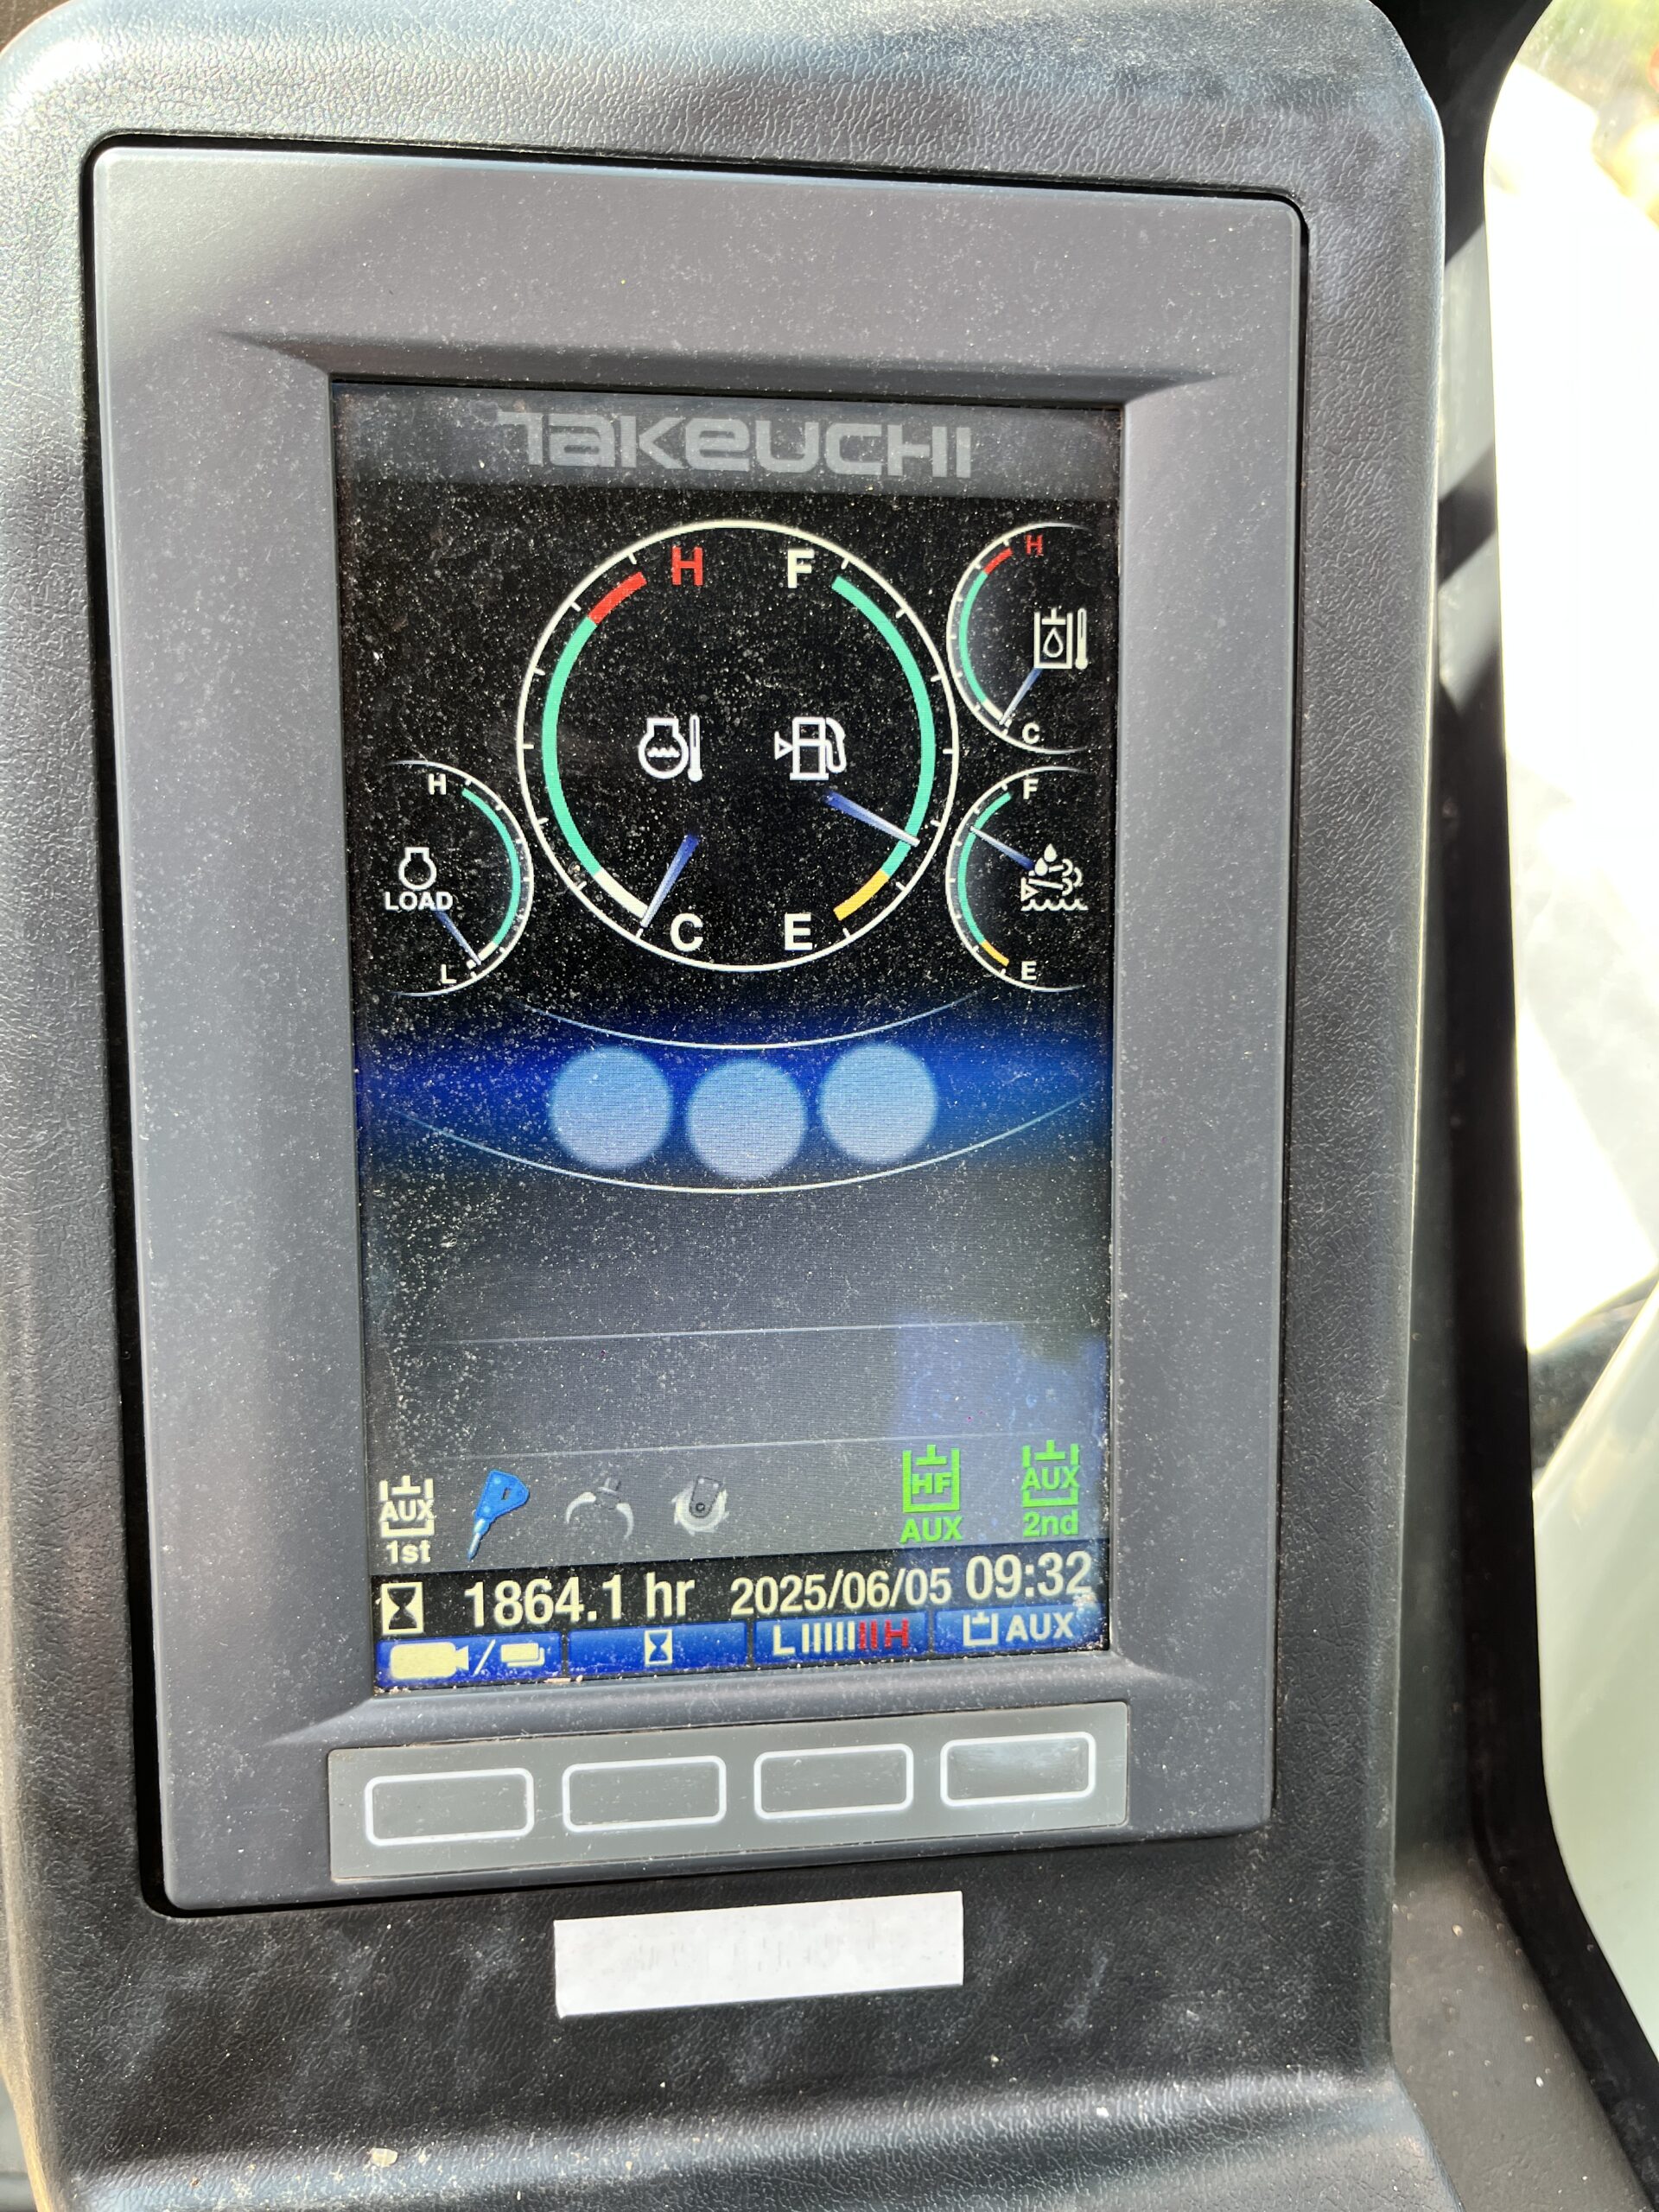 TAKEUCHI
H F
H
C
H
LOAD
L
C E
F
E
HF
AUX
AUX
2nd
AUX
1st
1864.1 hr 2025/06/05 09:32
/ L H AUX